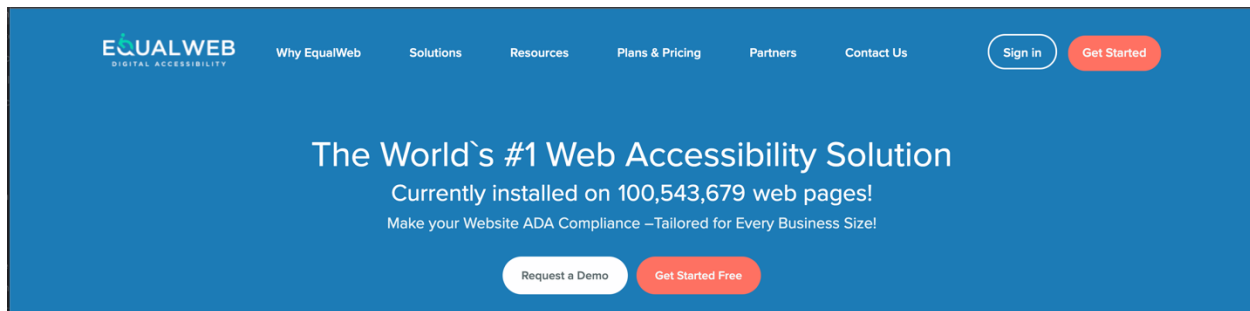 EQUALWEB
DIGITAL ACCESSIBILITY
Why EqualWeb Solutions Resources Plans & Pricing Partners Contact Us Sign in Get Started
The World`s #1 Web Accessibility Solution
Currently installed on 100,543,679 web pages!
Make your Website ADA Compliance –Tailored for Every Business Size!
Request a Demo Get Started Free